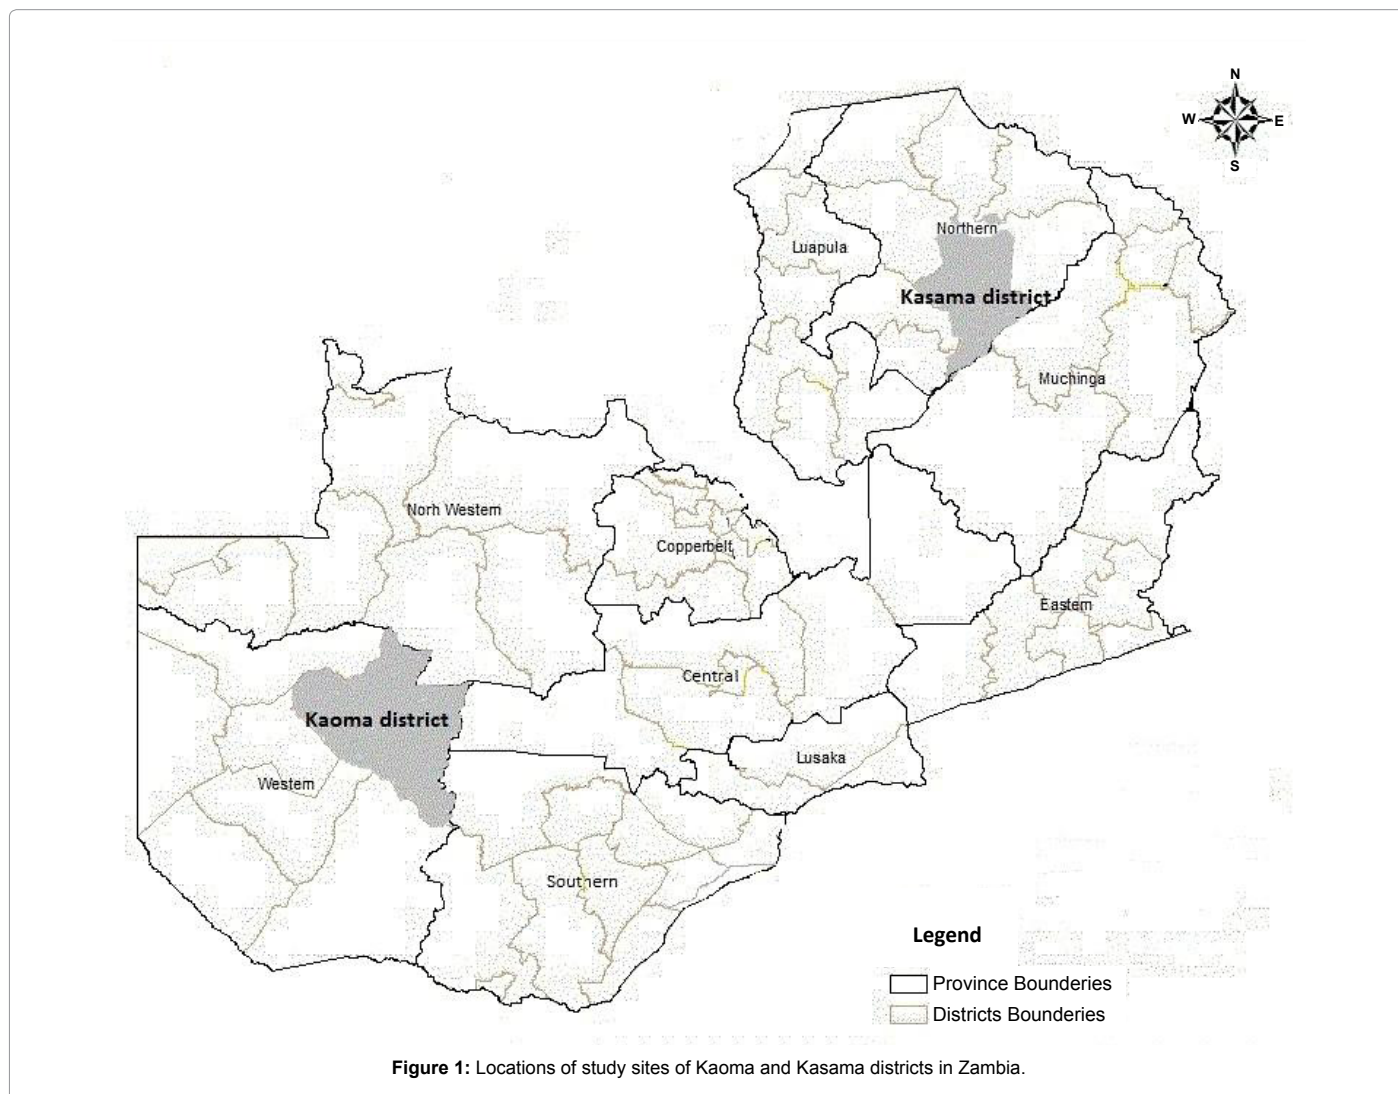 N
W E
S
Northern
Luapula
Kasama district
Muchinga
Norh Western
Copperbelt
Eastern
Central
Kaoma district
Lusaka
Western
Southern
Legend
Province Bounderies
Districts Bounderies
Figure 1: Locations of study sites of Kaoma and Kasama districts in Zambia.